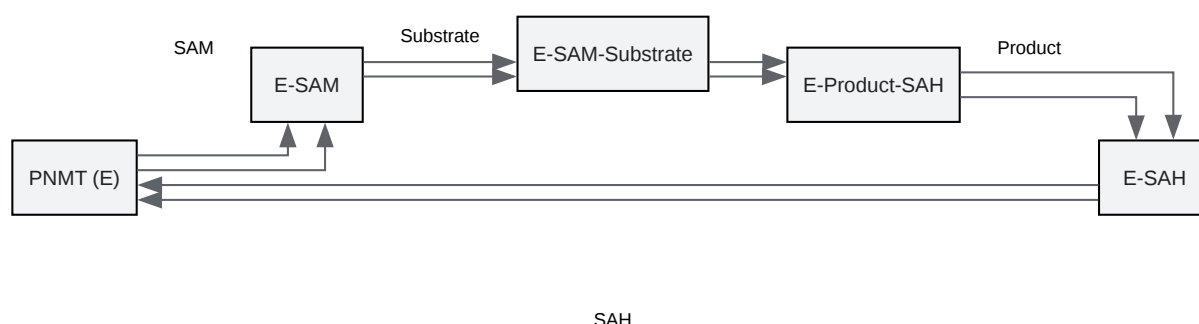 SAM
Substrate
E-SAM-Substrate
Product
E-SAM
E-Product-SAH
PNMT (E)
E-SAH
SAH